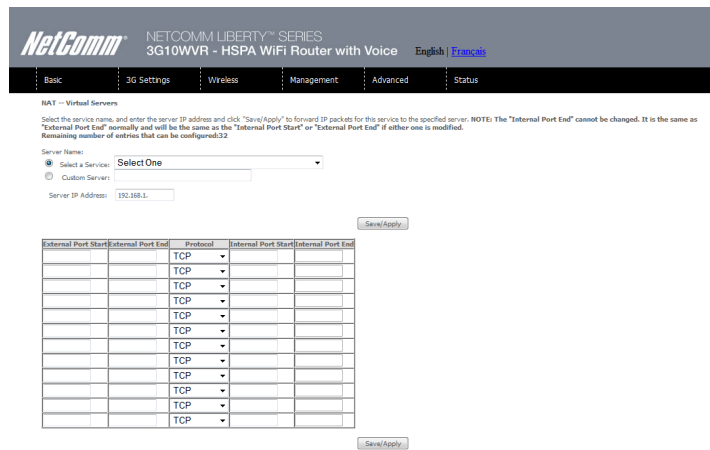 NetComm® NETCOMM LIBERTY™ SERIES
3G10WVR - HSPA WiFi Router with Voice English | Français
Basic 3G Settings Wireless Management Advanced Status
NAT -- Virtual Servers
Select the service name, and enter the server IP address and click "Save/Apply" to forward IP packets for this service to the specified server. NOTE: The "Internal Port End" cannot be changed. It is the same as
"External Port End" normally and will be the same as the "Internal Port Start" or "External Port End" if either one is modified.
Remaining number of entries that can be configured:32
Server Name:
Select a Service: Select One
Custom Server:
Server IP Address: 192.168.1.
Save/Apply
External Port Start External Port End Protocol Internal Port Start Internal Port End
TCP
TCP
TCP
TCP
TCP
TCP
TCP
TCP
TCP
TCP
TCP
TCP
Save/Apply